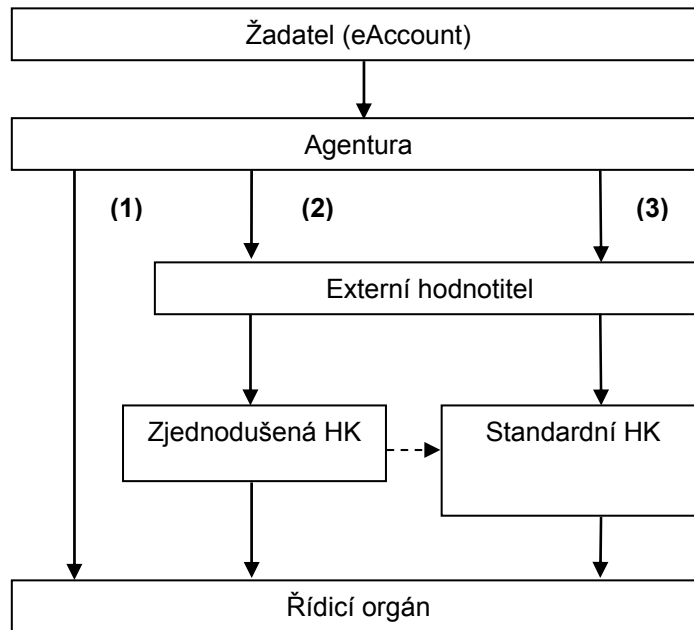 Žadatel (eAccount)
Agentura
(1)
(2)
(3)
Externí hodnotitel
Zjednodušená HK
Standardní HK
Řídicí orgán